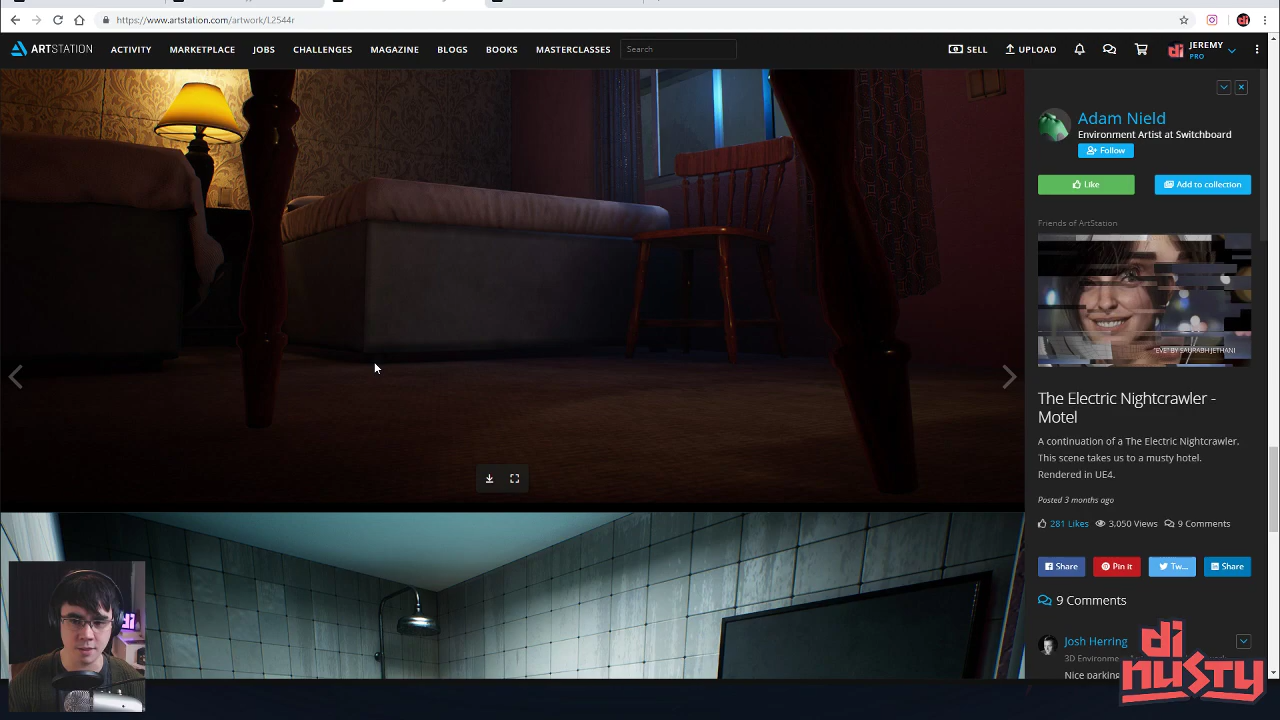 https://www.artstation.com/artwork/L2544r
ARTSTATION
ACTIVITY
MARKETPLACE
JOBS
CHALLENGES
MAGAZINE
BLOGS
BOOKS
MASTERCLASSES
Search
SELL
UPLOAD
JEREMY
PRO
Adam Nield
Environment Artist at Switchboard
Follow
Like
Add to collection
Friends of ArtStation
"EVE" BY SAURABH JETHANI
The Electric Nightcrawler -
Motel
A continuation of a The Electric Nightcrawler.
This scene takes us to a musty hotel.
Rendered in UE4.
Posted 3 months ago
281 Likes
3,050 Views
9 Comments
Share
Pin it
Tw...
Share
9 Comments
Josh Herring
3D Environme
Nice parking
di
nusty